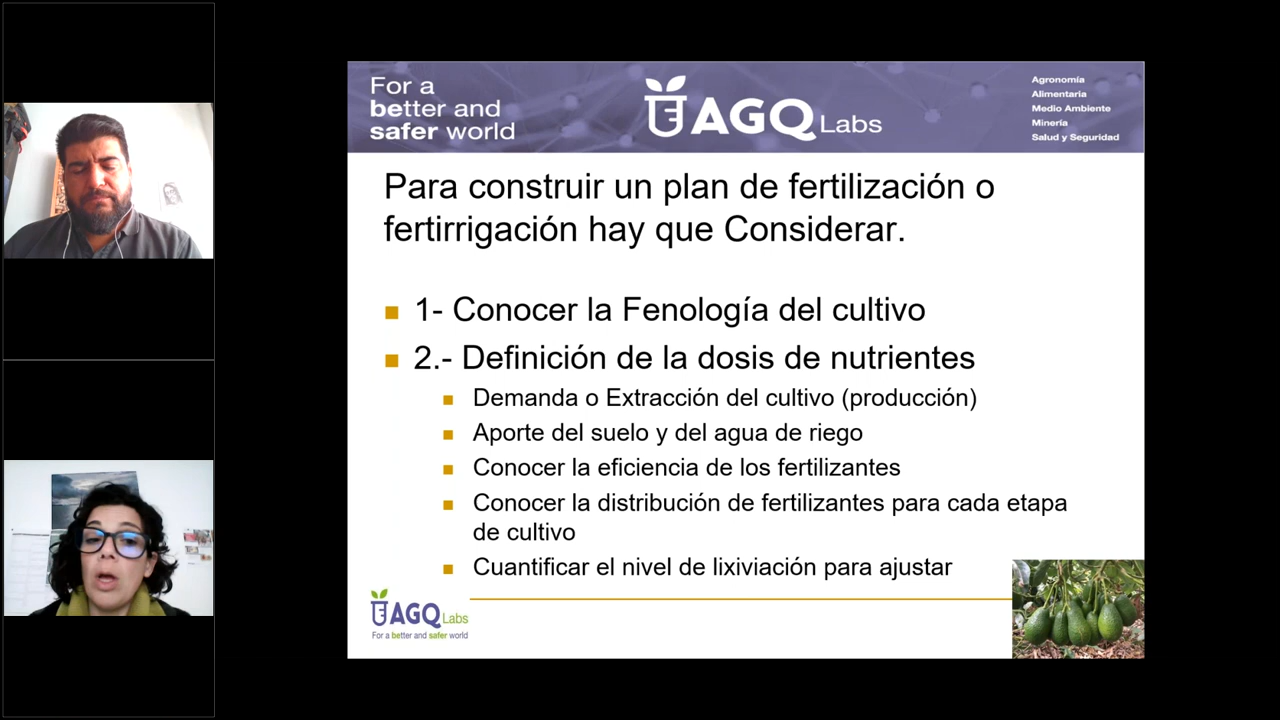 For a
better and
safer world
AGQ Labs
Agronomía
Alimentaria
Medio Ambiente
Minería
Salud y Seguridad
Para construir un plan de fertilización o
fertirrigación hay que Considerar.
1- Conocer la Fenología del cultivo
2.- Definición de la dosis de nutrientes
Demanda o Extracción del cultivo (producción)
Aporte del suelo y del agua de riego
Conocer la eficiencia de los fertilizantes
Conocer la distribución de fertilizantes para cada etapa
de cultivo
Cuantificar el nivel de lixiviación para ajustar
AGQ Labs
For a better and safer world